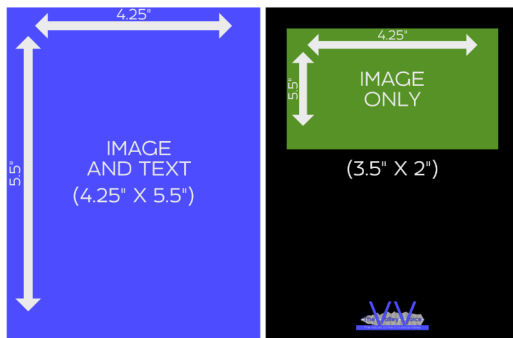 4.25"
5.5"
IMAGE
AND TEXT
(4.25" X 5.5")
4.25"
5.5"
IMAGE
ONLY
(3.5" X 2")